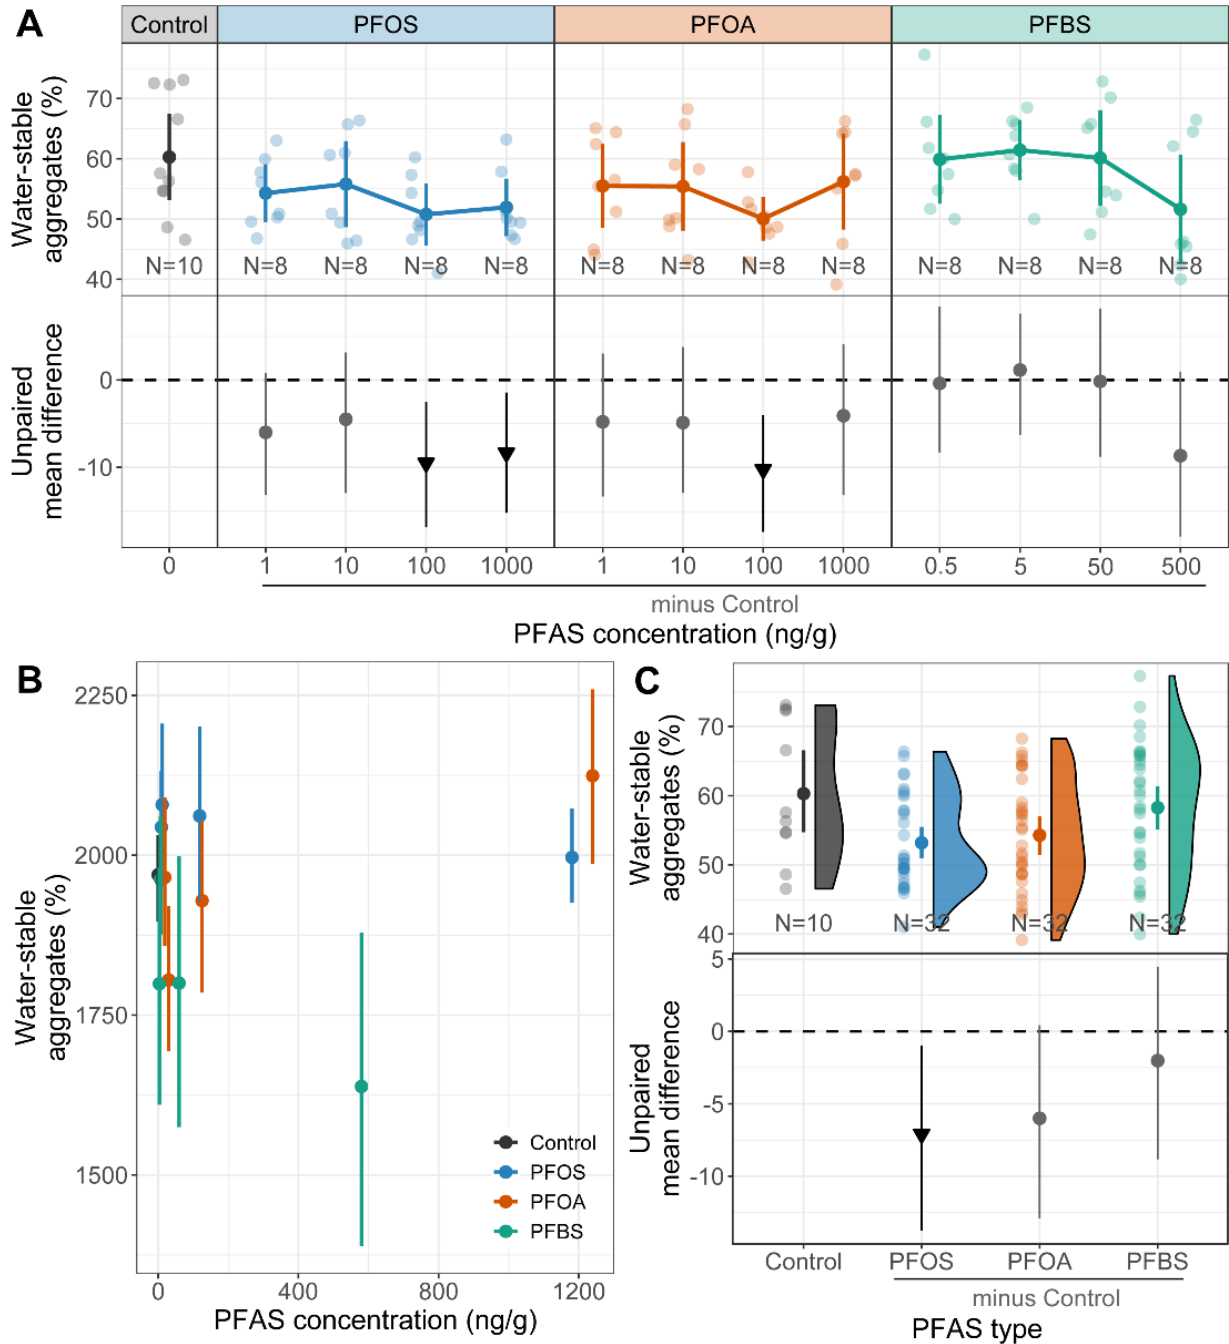 A
Control PFOS PFOA PFBS
Water-stable
aggregates (%)
70
60
50
40
N=10 N=8 N=8 N=8 N=8 N=8 N=8 N=8 N=8 N=8 N=8 N=8 N=8
Unpaired
mean difference
0
-10
0 1 10 100 1000 1 10 100 1000 0.5 5 50 500
minus Control
PFAS concentration (ng/g)
B
Water-stable
aggregates (%)
2250
2000
1750
1500
Control
PFOS
PFOA
PFBS
0 400 800 1200
PFAS concentration (ng/g)
C
Water-stable
aggregates (%)
70
60
50
40
N=10 N=32 N=32 N=32
Unpaired
mean difference
5
0
-5
-10
Control PFOS PFOA PFBS
minus Control
PFAS type